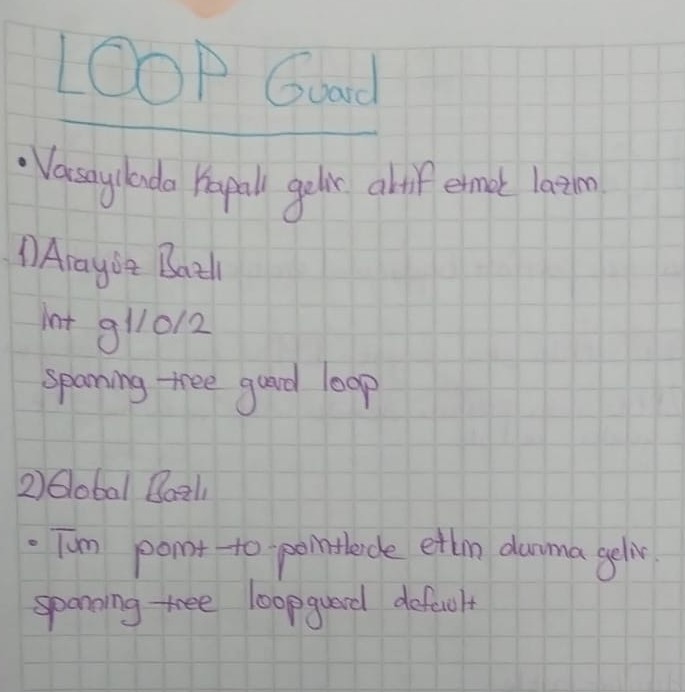 LOOP Guard
• Varsayılanda Kapalı gelir. aktif etmek lazım.
1) Arayüz Bazlı
int g1/0/2
spanning-tree guard loop
2) Global Bazlı
• Tüm point-to-pointlerde etkin duruma gelir.
spanning-tree loopguard default